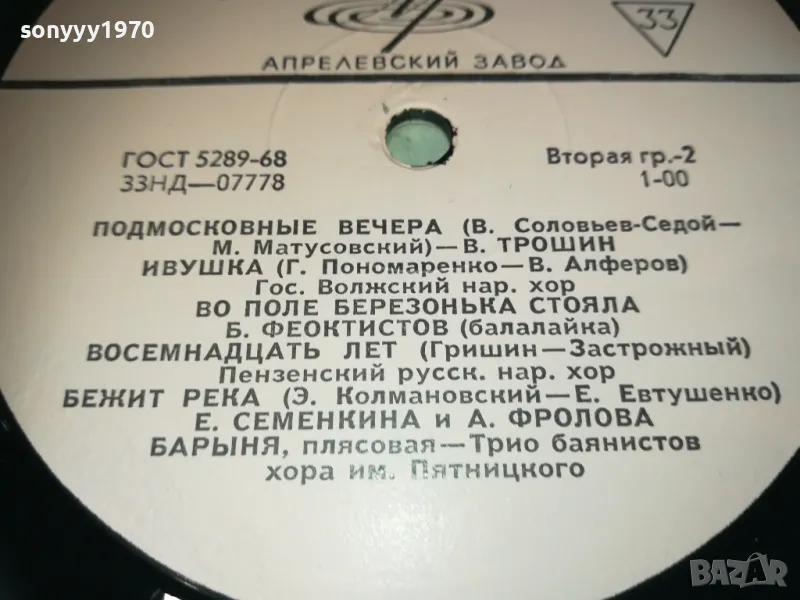 sonyyy1970
33
АПРЕЛЕВСКИЙ ЗАВОД
ГОСТ 5289-68
33НД—07778
Вторая гр.-2
1-00
ПОДМОСКОВНЫЕ ВЕЧЕРА (В. Соловьев-Седой—
М. Матусовский)—В. ТРОШИН
ИВУШКА (Г. Пономаренко—В. Алферов)
Гос. Волжский нар. хор
ВО ПОЛЕ БЕРЕЗОНЬКА СТОЯЛА
Б. ФЕОКТИСТОВ (балалайка)
ВОСЕМНАДЦАТЬ ЛЕТ (Гришин—Застрожный)
Пензенский русск. нар. хор
БЕЖИТ РЕКА (Э. Колмановский—Е. Евтушенко)
Е. СЕМЕНКИНА и А. ФРОЛОВА
БАРЫНЯ, плясовая—Трио баянистов
хора им. Пятницкого
BAZAR